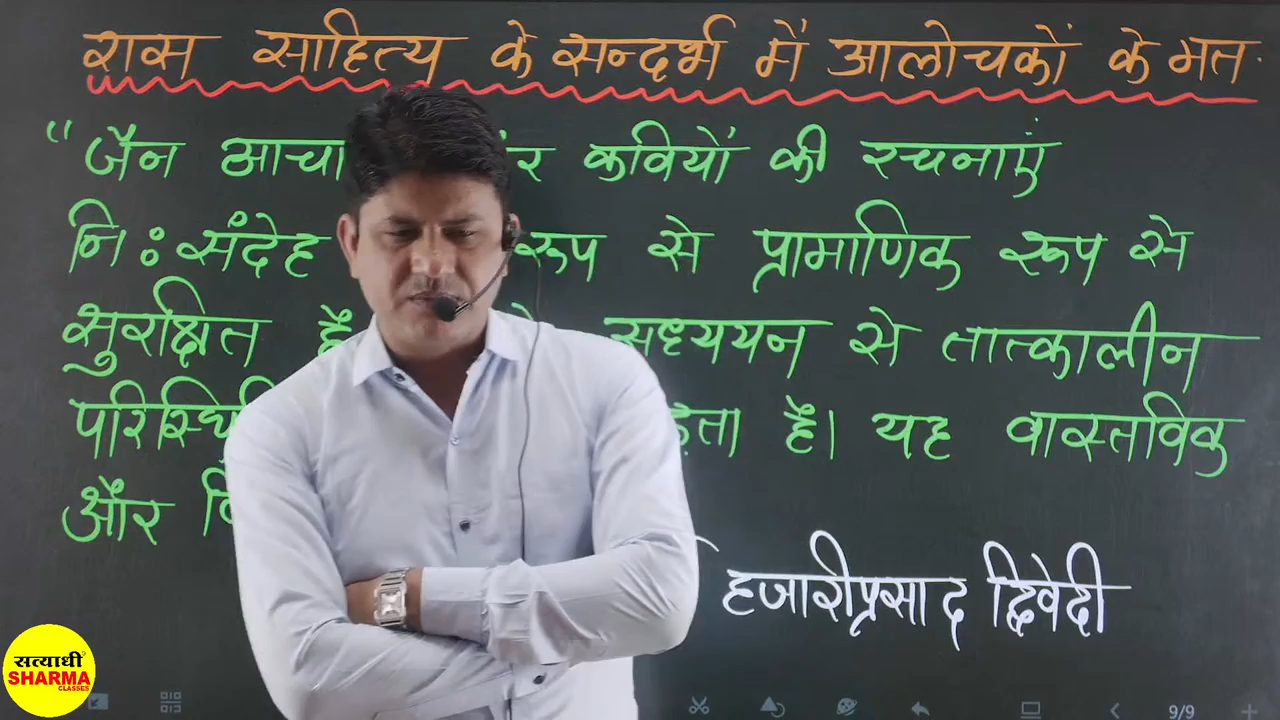 रास साहित्य के सन्दर्भ में आलोचकों के मत
"जैन आचा र कवियों की रचनाएं
निःसंदेह रूप से प्रामाणिक रूप से
सुरक्षित है सध्ययन से तात्कालीन
परिस्थि ड़ता है। यह वास्तविक
और वि
हजारीप्रसाद द्विवेदी
सत्यार्थी
SHARMA
CLASSES
9/9